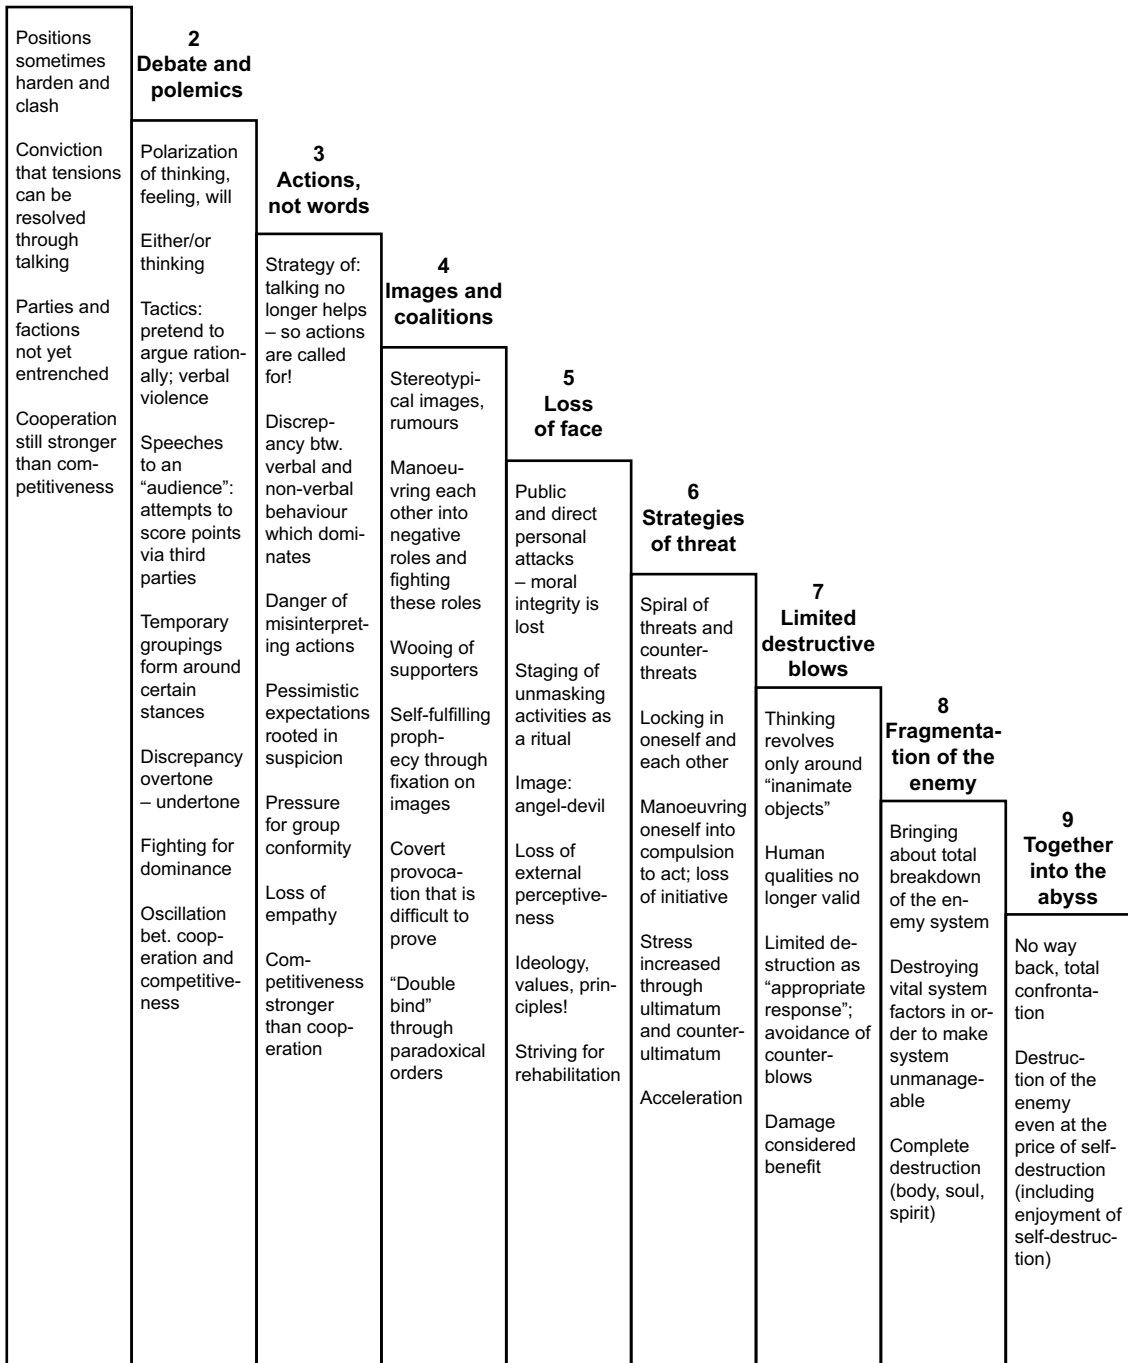 Positions
sometimes
harden and
clash
Conviction
that tensions
can be
resolved
through
talking
Parties and
factions
not yet
entrenched
Cooperation
still stronger
than com-
petitiveness
2
Debate and
polemics
Polarization
of thinking,
feeling, will
Either/or
thinking
Tactics:
pretend to
argue ration-
ally; verbal
violence
Speeches
to an
“audience”:
attempts to
score points
via third
parties
Temporary
groupings
form around
certain
stances
Discrepancy
overtone
– undertone
Fighting for
dominance
Oscillation
bet. coop-
eration and
competitive-
ness
3
Actions,
not words
Strategy of:
talking no
longer helps
– so actions
are called
for!
Discrep-
ancy btw.
verbal and
non-verbal
behaviour
which domi-
nates
Danger of
misinterpret-
ing actions
Pessimistic
expectations
rooted in
suspicion
Pressure
for group
conformity
Loss of
empathy
Com-
petitiveness
stronger
than coop-
eration
4
Images and
coalitions
Stereotypi-
cal images,
rumours
Manoeu-
vring each
other into
negative
roles and
fighting
these roles
Wooing of
supporters
Self-fulfilling
proph-
ecy through
fixation on
images
Covert
provoca-
tion that is
difficult to
prove
“Double
bind”
through
paradoxical
orders
5
Loss
of face
Public
and direct
personal
attacks
– moral
integrity is
lost
Staging of
unmasking
activities as
a ritual
Image:
angel-devil
Loss of
external
perceptive-
ness
Ideology,
values, prin-
ciples!
Striving for
rehabilitation
6
Strategies
of threat
Spiral of
threats and
counter-
threats
Locking in
oneself and
each other
Manoeuvring
oneself into
compulsion
to act; loss
of initiative
Stress
increased
through
ultimatum
and counter-
ultimatum
Acceleration
7
Limited
destructive
blows
Thinking
revolves
only around
“inanimate
objects”
Human
qualities no
longer valid
Limited de-
struction as
“appropriate
response”;
avoidance of
counter-
blows
Damage
considered
benefit
8
Fragmenta-
tion of the
enemy
Bringing
about total
breakdown
of the en-
emy system
Destroying
vital system
factors in or-
der to make
system
unmanage-
able
Complete
destruction
(body, soul,
spirit)
9
Together
into the
abyss
No way
back, total
confronta-
tion
Destruc-
tion of the
enemy
even at the
price of self-
destruction
(including
enjoyment of
self-destruc-
tion)